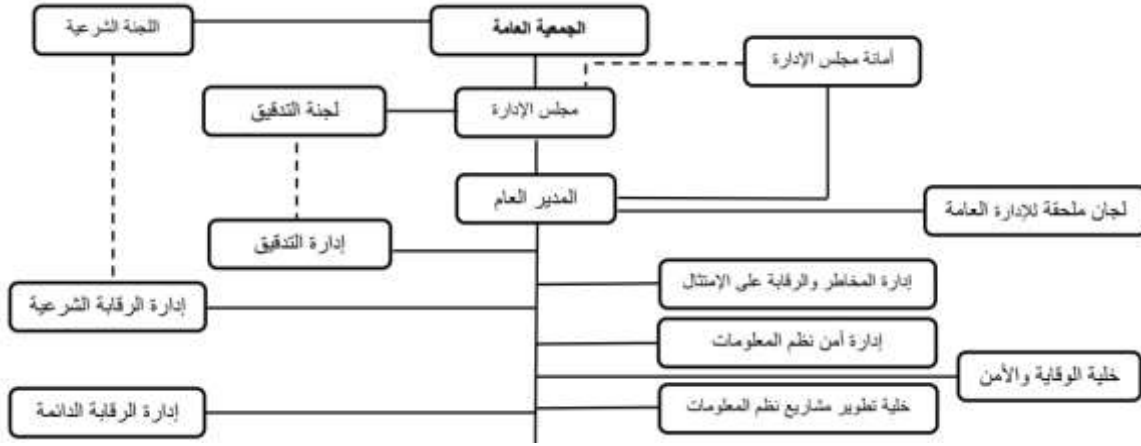 اللجنة الشرعية
الجمعية العامة
أمانة مجلس الإدارة
لجنة التدقيق
مجلس الإدارة
المدير العام
لجان ملحقة للإدارة العامة
إدارة التدقيق
إدارة المخاطر والرقابة على الإمتثال
إدارة الرقابة الشرعية
إدارة أمن نظم المعلومات
خلية الوقاية والأمن
إدارة الرقابة الدائمة
خلية تطوير مشاريع نظم المعلومات